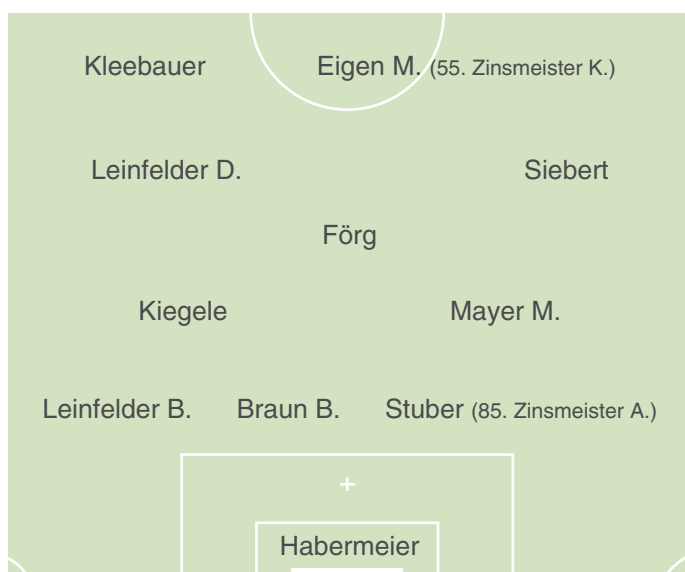 Kleebauer Eigen M. (55. Zinsmeister K.)
Leinfelder D. Siebert
Förg
Kiegele Mayer M.
Leinfelder B. Braun B. Stuber (85. Zinsmeister A.)
Habermeier